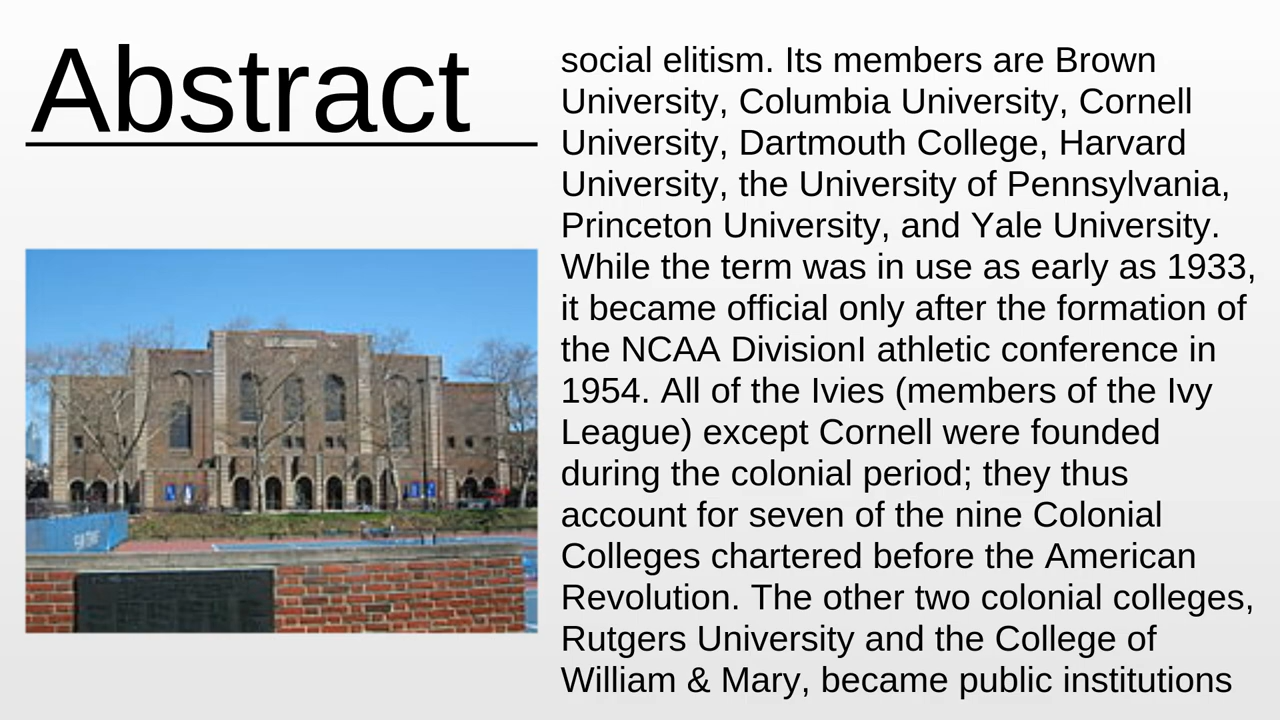 Abstract
social elitism. Its members are Brown
University, Columbia University, Cornell
University, Dartmouth College, Harvard
University, the University of Pennsylvania,
Princeton University, and Yale University.
While the term was in use as early as 1933,
it became official only after the formation of
the NCAA DivisionI athletic conference in
1954. All of the Ivies (members of the Ivy
League) except Cornell were founded
during the colonial period; they thus
account for seven of the nine Colonial
Colleges chartered before the American
Revolution. The other two colonial colleges,
Rutgers University and the College of
William & Mary, became public institutions